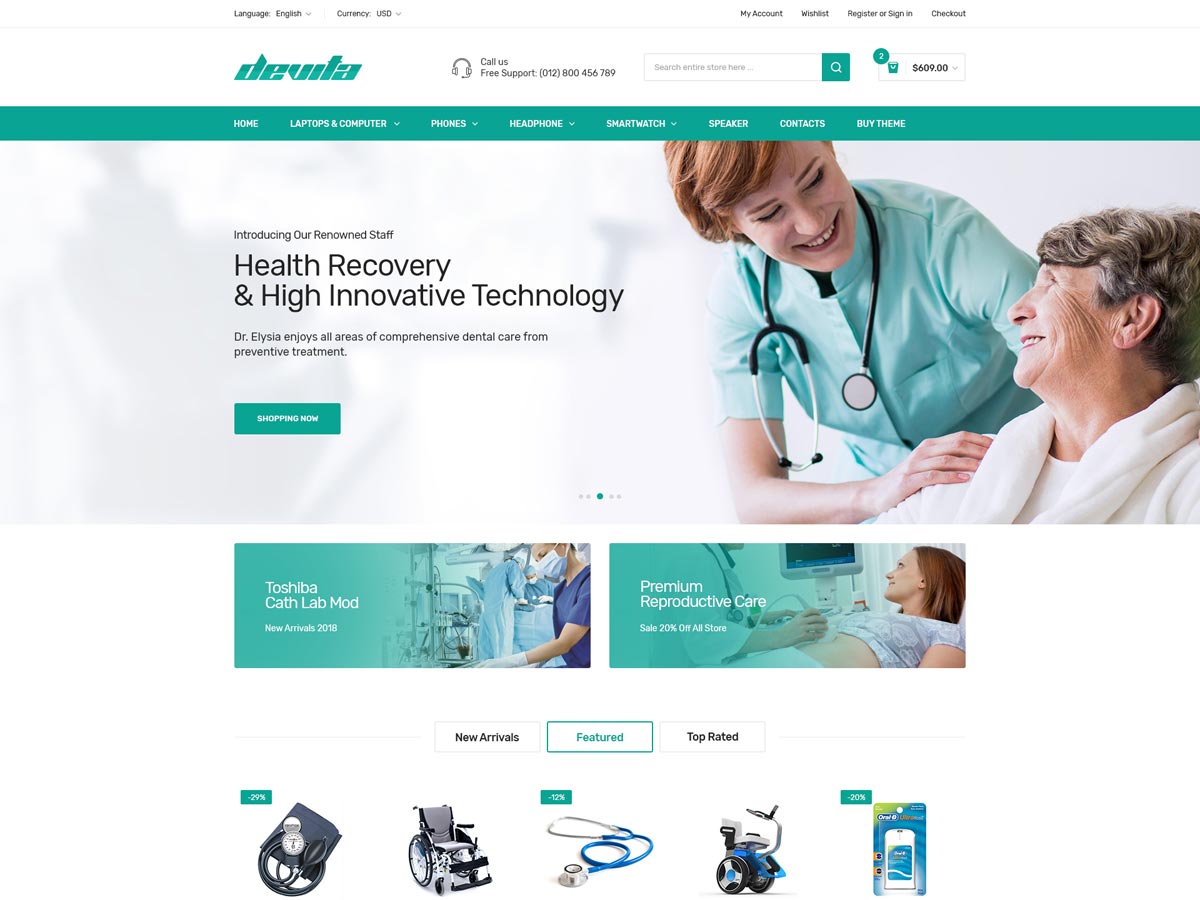 Language: English
Currency: USD
My Account
Wishlist
Register or Sign in
Checkout
devita
Call us
Free Support: (012) 800 456 789
Search entire store here ...
2
$609.00
HOME
LAPTOPS & COMPUTER
PHONES
HEADPHONE
SMARTWATCH
SPEAKER
CONTACTS
BUY THEME
Introducing Our Renowned Staff
Health Recovery
& High Innovative Technology
Dr. Elysia enjoys all areas of comprehensive dental care from
preventive treatment.
SHOPPING NOW
Toshiba
Cath Lab Mod
New Arrivals 2018
Premium
Reproductive Care
Sale 20% Off All Store
New Arrivals
Featured
Top Rated
-29%
-12%
-20%
Oral-B
Oral-B